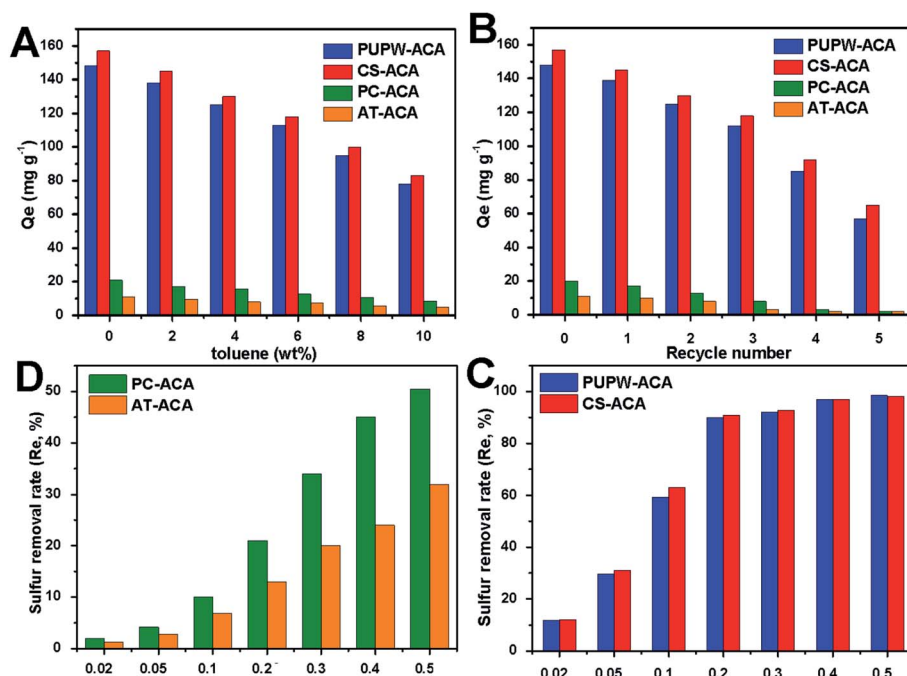 A
PUPW-ACA
CS-ACA
PC-ACA
AT-ACA
Qe (mg g⁻¹)
160
140
120
100
80
60
40
20
0
0 2 4 6 8 10
toluene (wt%)
B
PUPW-ACA
CS-ACA
PC-ACA
AT-ACA
Qe (mg g⁻¹)
160
140
120
100
80
60
40
20
0
0 1 2 3 4 5
Recycle number
D
PC-ACA
AT-ACA
Sulfur removal rate (Re, %)
50
40
30
20
10
0
0.02 0.05 0.1 0.2 0.3 0.4 0.5
C
PUPW-ACA
CS-ACA
Sulfur removal rate (Re, %)
100
80
60
40
20
0
0.02 0.05 0.1 0.2 0.3 0.4 0.5